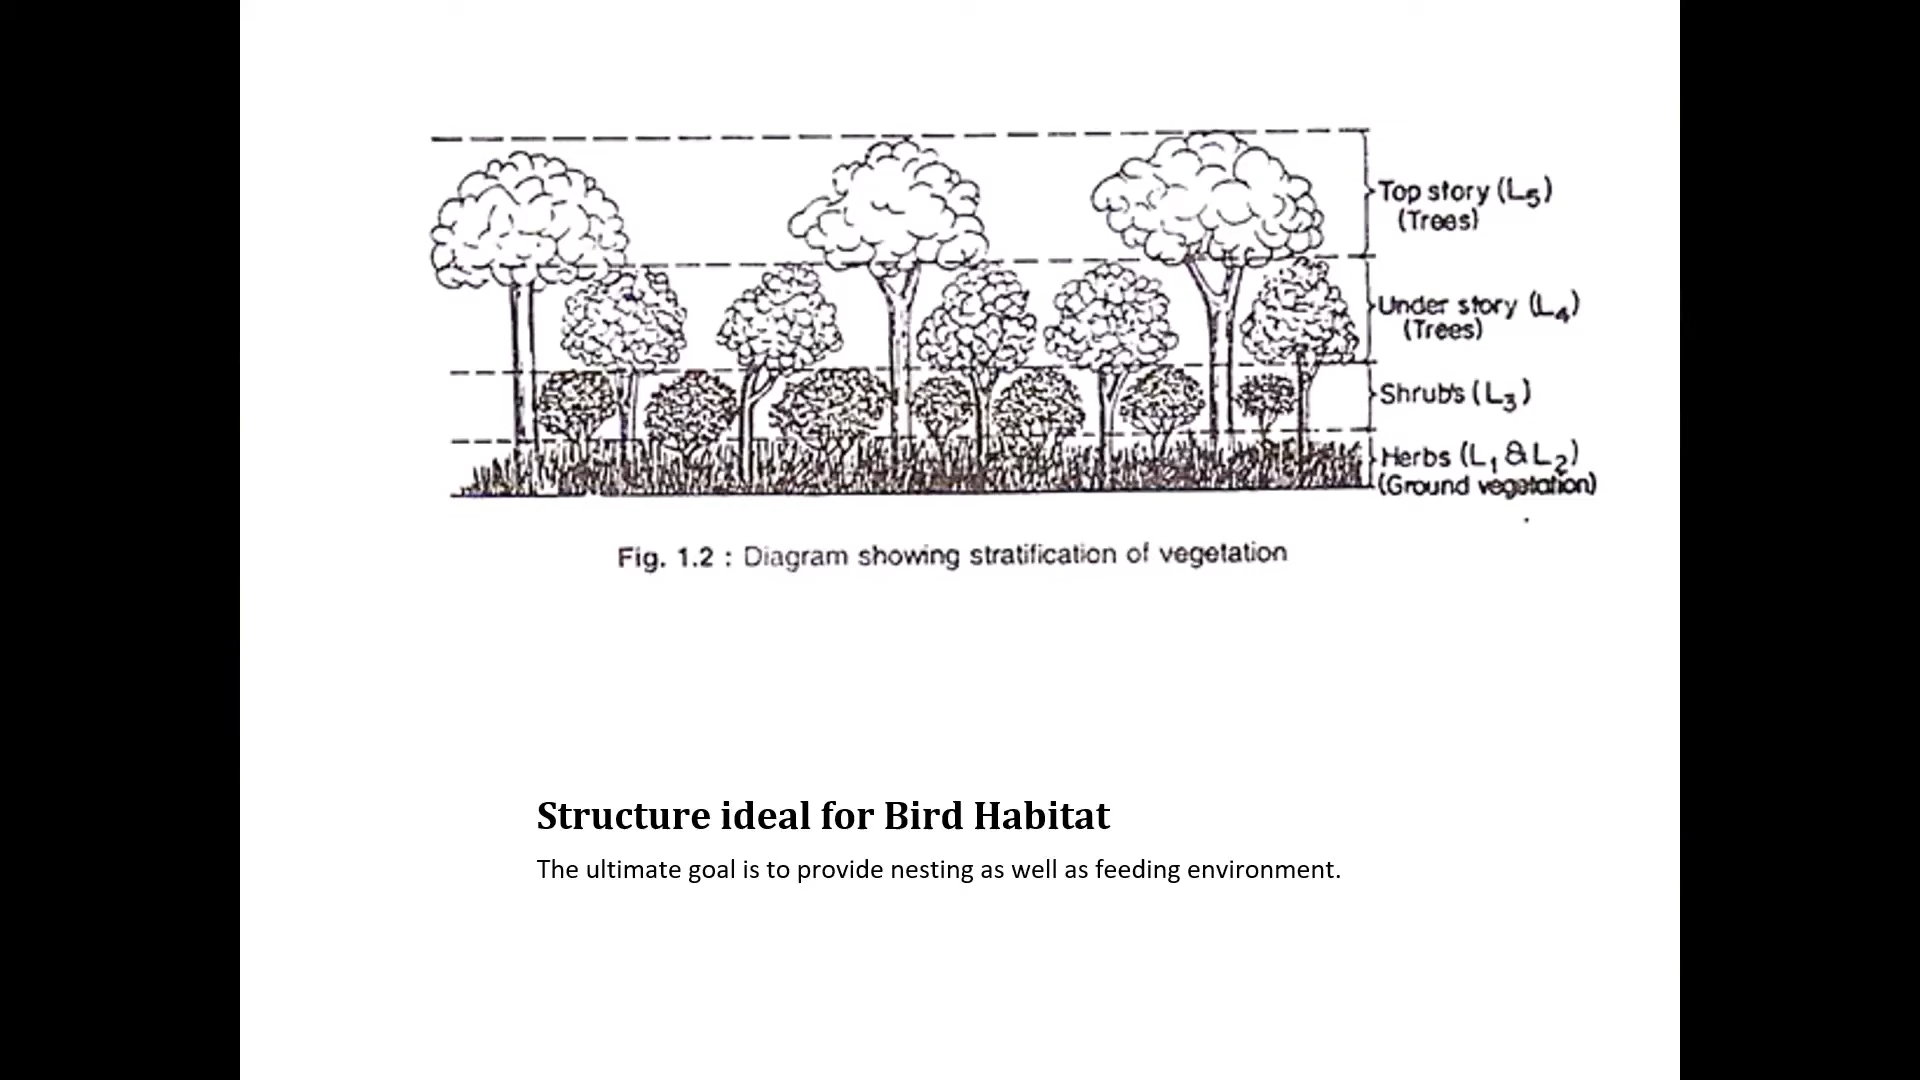 Top story (L5)
(Trees)
Under story (L4)
(Trees)
Shrubs (L3)
Herbs (L1 & L2)
(Ground vegetation)
Fig. 1.2 : Diagram showing stratification of vegetation
Structure ideal for Bird Habitat
The ultimate goal is to provide nesting as well as feeding environment.